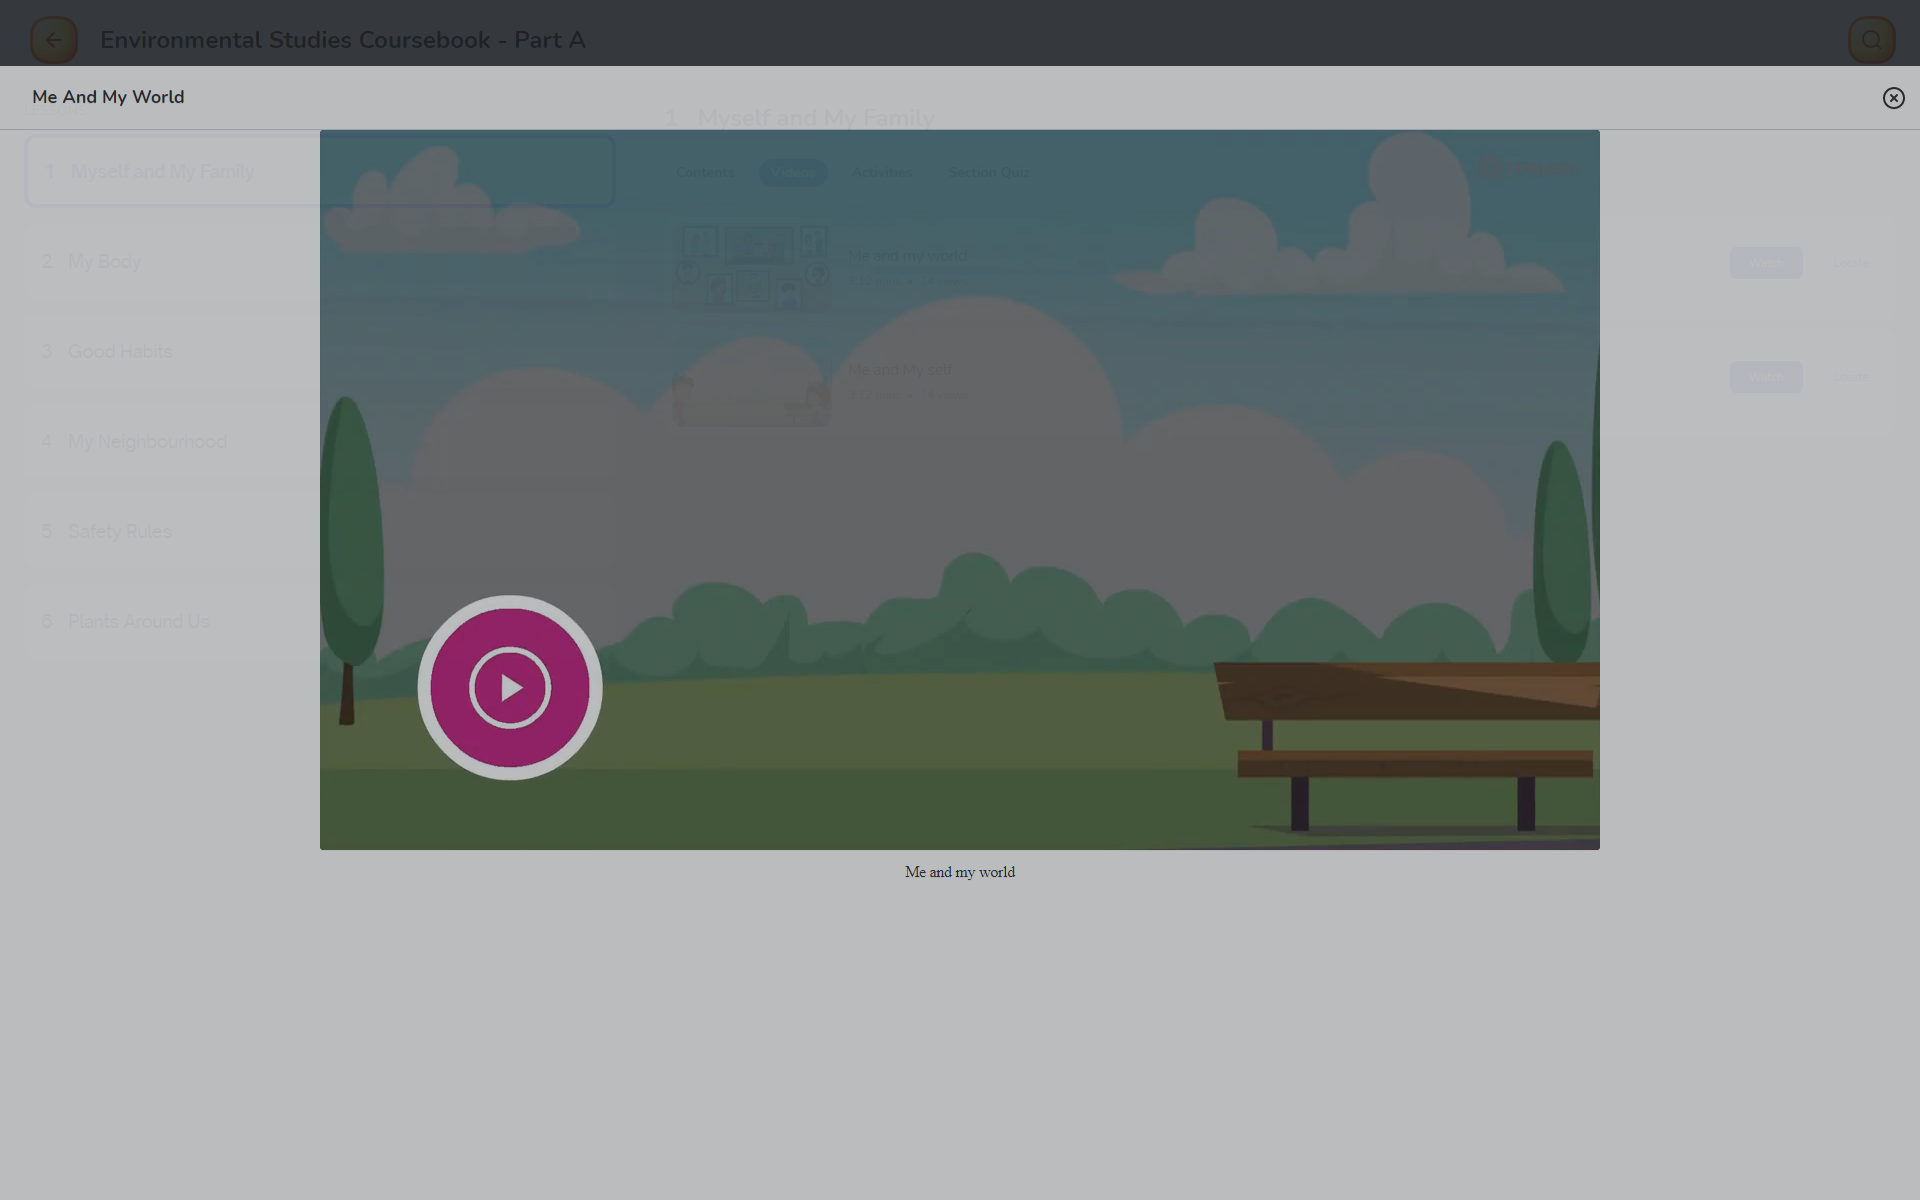 Environmental Studies Coursebook - Part A
Me And My World
1 Myself and My Family
1 Myself and My Family
Contents Videos Activities Section Quiz
2 My Body
Me and my world
3 Good Habits
Me and My self
4 My Neighbourhood
5 Safety Rules
6 Plants Around Us
Me and my world